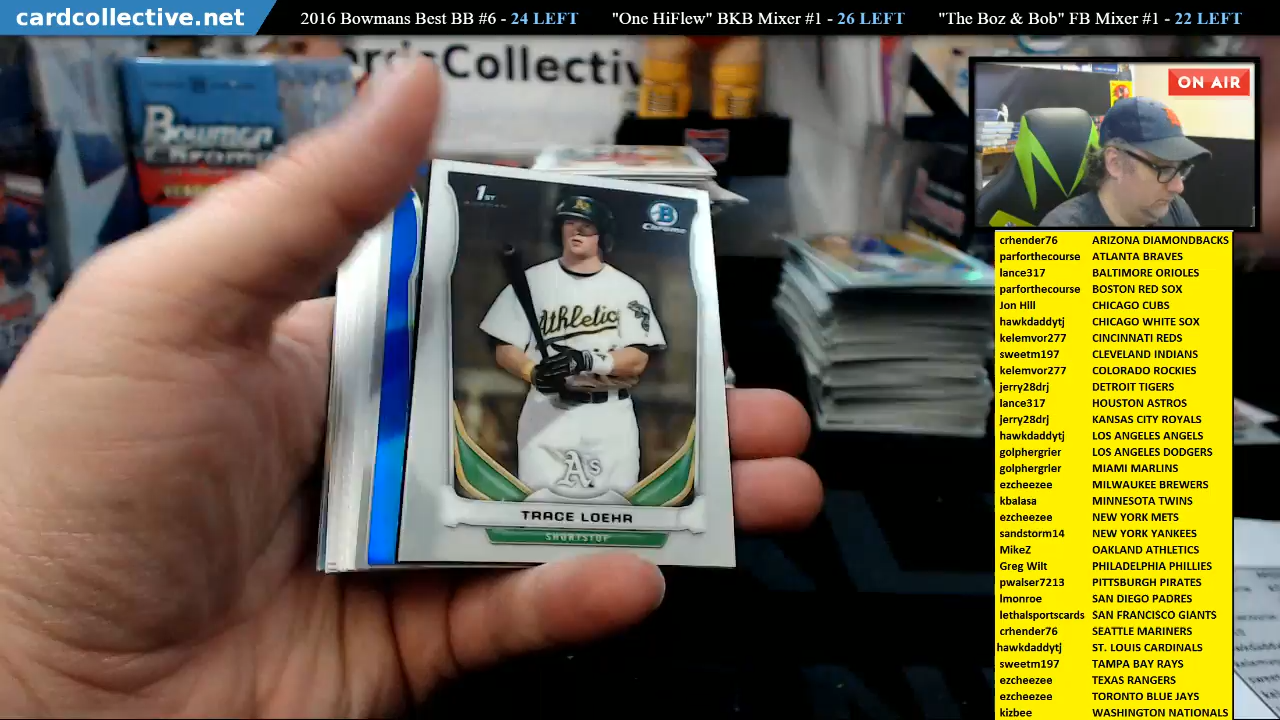 cardcollective.net
2016 Bowmans Best BB #6 - 24 LEFT
"One HiFlew" BKB Mixer #1 - 26 LEFT
"The Boz & Bob" FB Mixer #1 - 22 LEFT
CardsCollectiv
Bowman
Chrome
ON AIR
1ST
BOWMAN
B
Chrome
A's
Athletics
A's
TRACE LOEHR
SHORTSTOP
crhender76 ARIZONA DIAMONDBACKS
parforthecourse ATLANTA BRAVES
lance317 BALTIMORE ORIOLES
parforthecourse BOSTON RED SOX
Jon Hill CHICAGO CUBS
hawkdaddytj CHICAGO WHITE SOX
kelemvor277 CINCINNATI REDS
sweetm197 CLEVELAND INDIANS
kelemvor277 COLORADO ROCKIES
jerry28drj DETROIT TIGERS
lance317 HOUSTON ASTROS
jerry28drj KANSAS CITY ROYALS
hawkdaddytj LOS ANGELES ANGELS
golphergrier LOS ANGELES DODGERS
golphergrier MIAMI MARLINS
ezcheezee MILWAUKEE BREWERS
kbalasa MINNESOTA TWINS
ezcheezee NEW YORK METS
sandstorm14 NEW YORK YANKEES
MikeZ OAKLAND ATHLETICS
Greg Wilt PHILADELPHIA PHILLIES
pwalser7213 PITTSBURGH PIRATES
lmonroe SAN DIEGO PADRES
lethalsportscards SAN FRANCISCO GIANTS
crhender76 SEATTLE MARINERS
hawkdaddytj ST. LOUIS CARDINALS
sweetm197 TAMPA BAY RAYS
ezcheezee TEXAS RANGERS
ezcheezee TORONTO BLUE JAYS
kizbee WASHINGTON NATIONALS